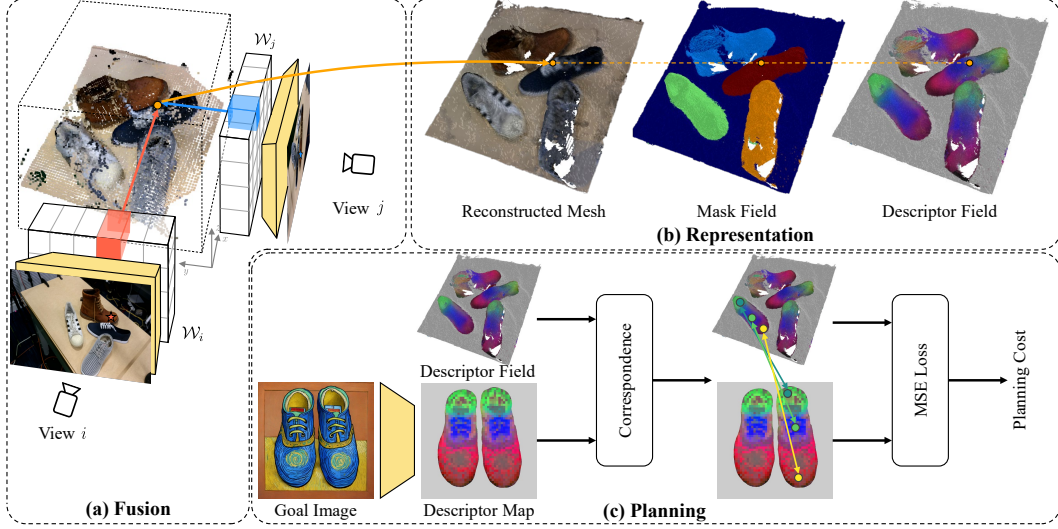 𝒲ⱼ
View j
x
y
𝒲ᵢ
View i
(a) Fusion
Reconstructed Mesh
Mask Field
Descriptor Field
(b) Representation
Descriptor Field
Goal Image
Descriptor Map
Correspondence
MSE Loss
Planning Cost
(c) Planning